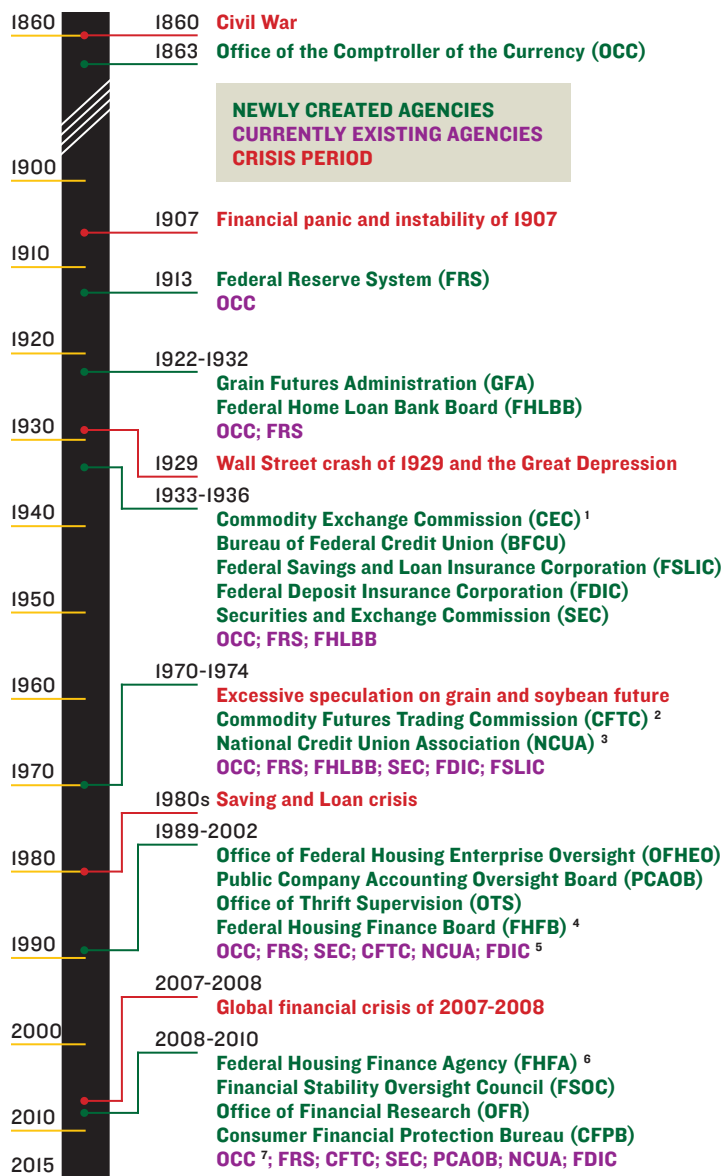 1860
1860 Civil War
1863 Office of the Comptroller of the Currency (OCC)
NEWLY CREATED AGENCIES
CURRENTLY EXISTING AGENCIES
CRISIS PERIOD
1900
1907 Financial panic and instability of 1907
1910
1913 Federal Reserve System (FRS)
OCC
1920
1922-1932
Grain Futures Administration (GFA)
Federal Home Loan Bank Board (FHLBB)
OCC; FRS
1930
1929 Wall Street crash of 1929 and the Great Depression
1933-1936
1940
Commodity Exchange Commission (CEC) 1
Bureau of Federal Credit Union (BFCU)
Federal Savings and Loan Insurance Corporation (FSLIC)
Federal Deposit Insurance Corporation (FDIC)
1950
Securities and Exchange Commission (SEC)
OCC; FRS; FHLBB
1970-1974
1960
Excessive speculation on grain and soybean future
Commodity Futures Trading Commission (CFTC) 2
National Credit Union Association (NCUA) 3
OCC; FRS; FHLBB; SEC; FDIC; FSLIC
1970
1980s Saving and Loan crisis
1989-2002
1980
Office of Federal Housing Enterprise Oversight (OFHEO)
Public Company Accounting Oversight Board (PCAOB)
Office of Thrift Supervision (OTS)
Federal Housing Finance Board (FHFB) 4
1990
OCC; FRS; SEC; CFTC; NCUA; FDIC 5
2007-2008
Global financial crisis of 2007-2008
2000
2008-2010
Federal Housing Finance Agency (FHFA) 6
Financial Stability Oversight Council (FSOC)
Office of Financial Research (OFR)
2010
Consumer Financial Protection Bureau (CFPB)
OCC 7; FRS; CFTC; SEC; PCAOB; NCUA; FDIC
2015